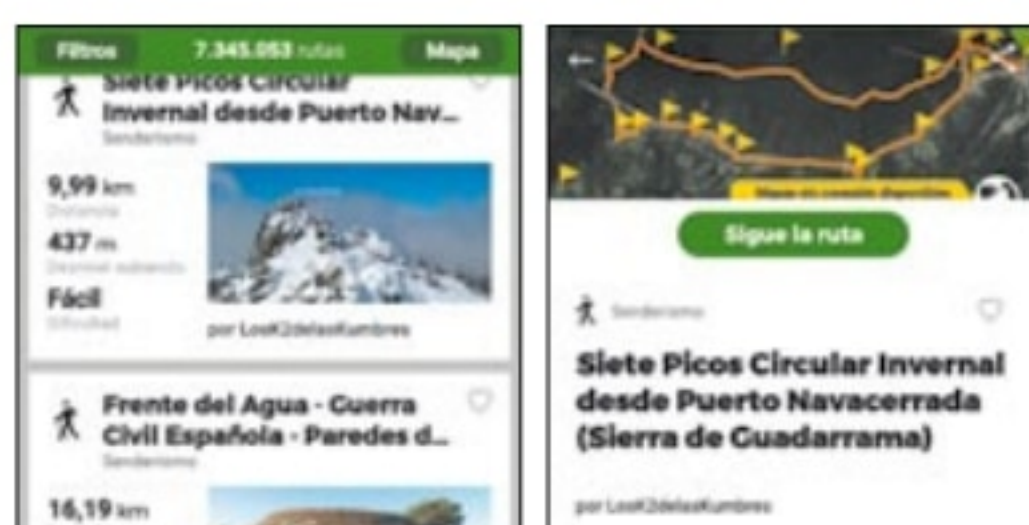 Filtros 7.345.053 rutas Mapa
Siete Picos Circular
Invernal desde Puerto Nav...
Senderismo
9,99 km
Distancia
437 m
Desnivel subiendo
Fácil
Dificultad
por LosK2delasKumbres
Frente del Agua - Guerra
Civil Española - Paredes d...
Senderismo
16,19 km
Sigue la ruta
Senderismo
Siete Picos Circular Invernal
desde Puerto Navacerrada
(Sierra de Guadarrama)
por LosK2delasKumbres